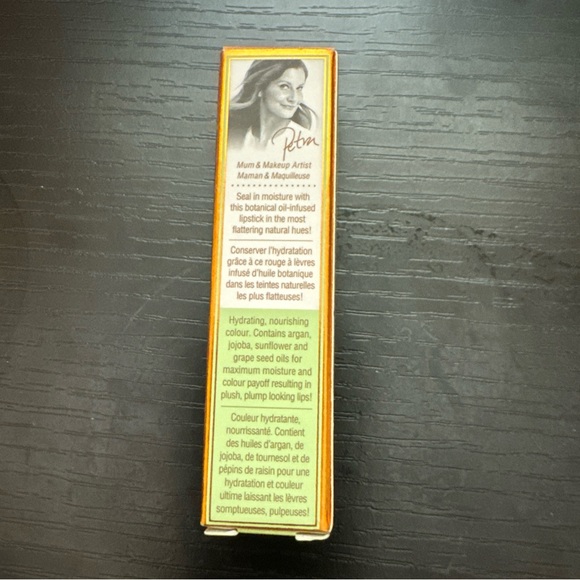 Petra
Mum & Makeup Artist
Maman & Maquilleuse
Seal in moisture with
this botanical oil-infused
lipstick in the most
flattering natural hues!
Conserver l'hydratation
grâce à ce rouge à lèvres
infusé d'huile botanique
dans les teintes naturelles
les plus flatteuses!
Hydrating, nourishing
colour. Contains argan,
jojoba, sunflower and
grape seed oils for
maximum moisture and
colour payoff resulting in
plush, plump looking lips!
Couleur hydratante,
nourrissanté. Contient
des huiles d'argan, de
jojoba, de tournesol et de
pépins de raisin pour une
hydratation et couleur
ultime laissant les lèvres
somptueuses, pulpeuses!